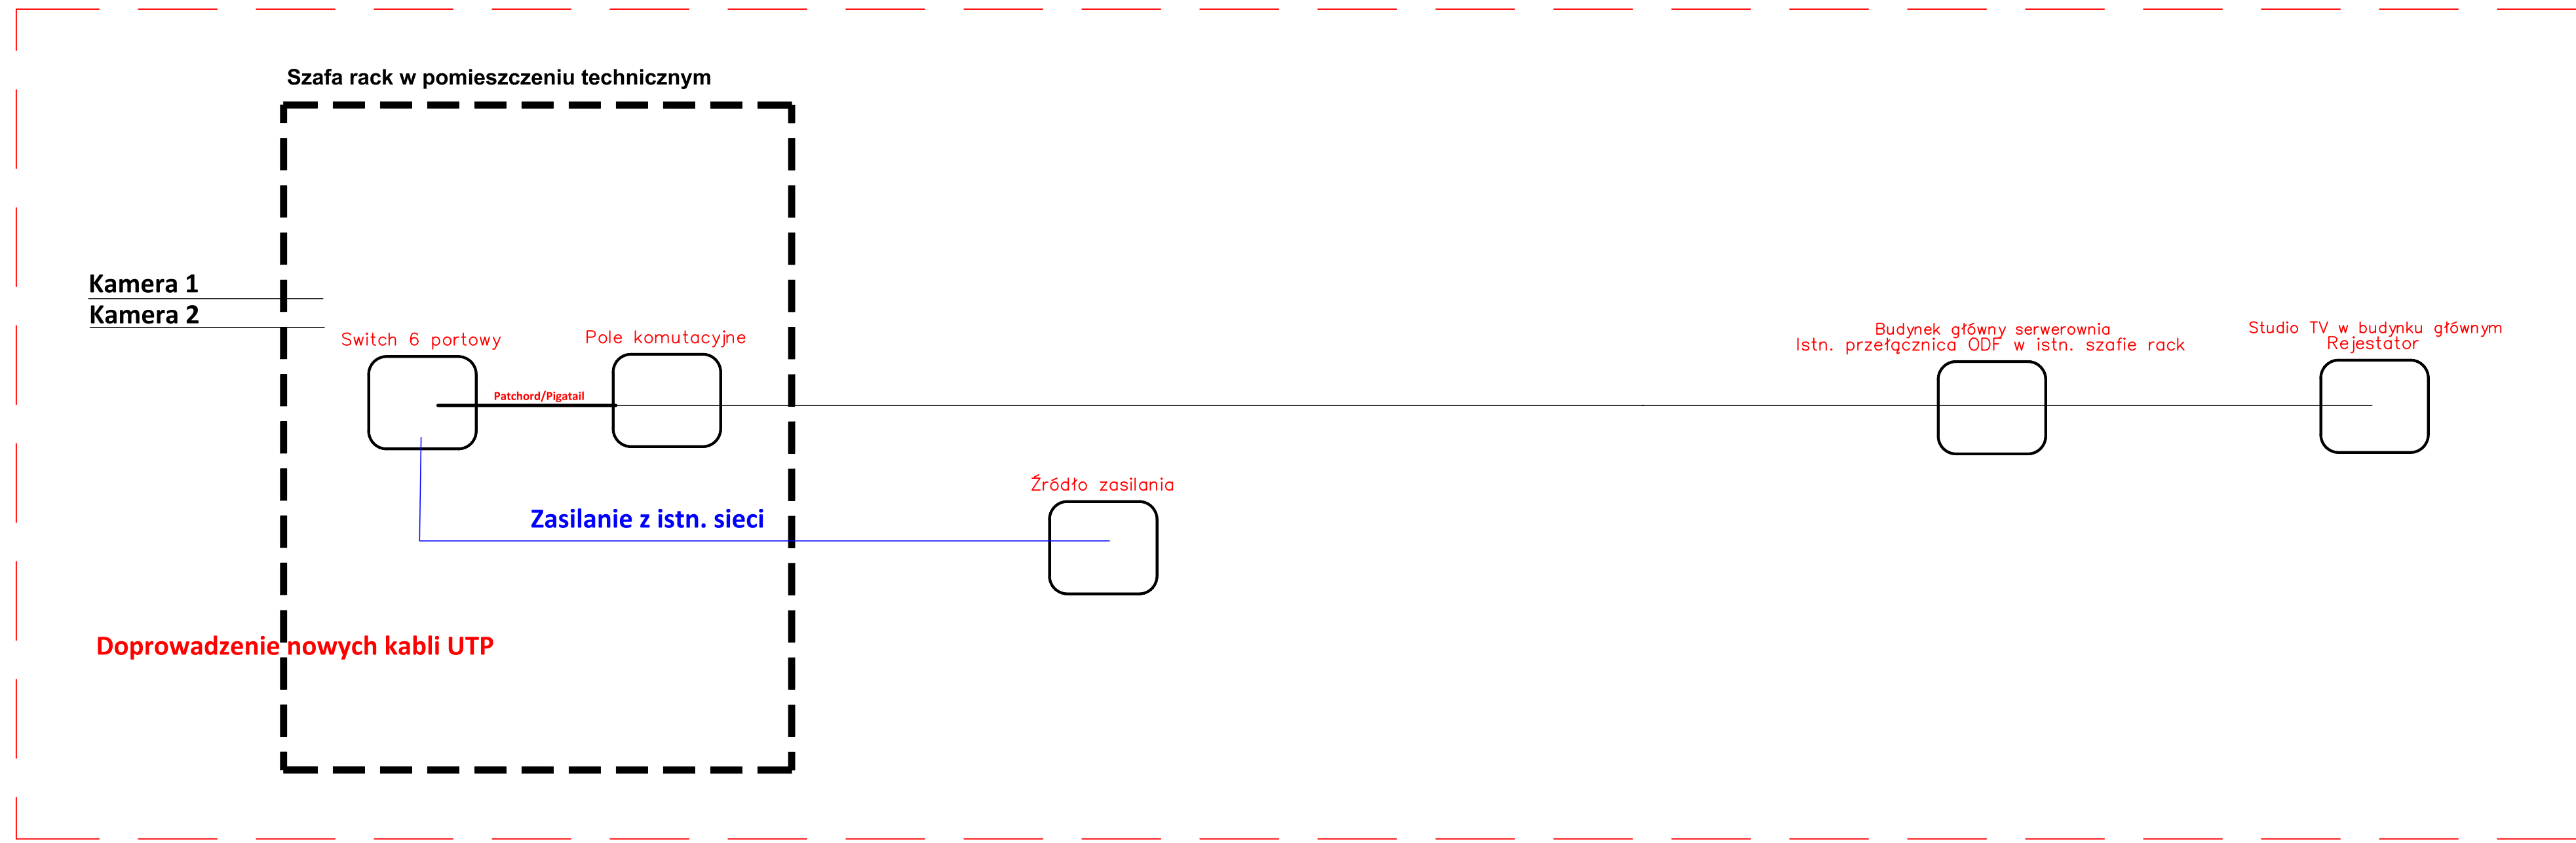 Szafa rack w pomieszczeniu technicznym
Kamera 1
Kamera 2
Switch 6 portowy
Pole komutacyjne
Patchord/Pigatail
Budynek główny serwerownia
Istn. przełącznica ODF w istn. szafie rack
Studio TV w budynku głównym
Rejestator
Źródło zasilania
Zasilanie z istn. sieci
Doprowadzenie nowych kabli UTP